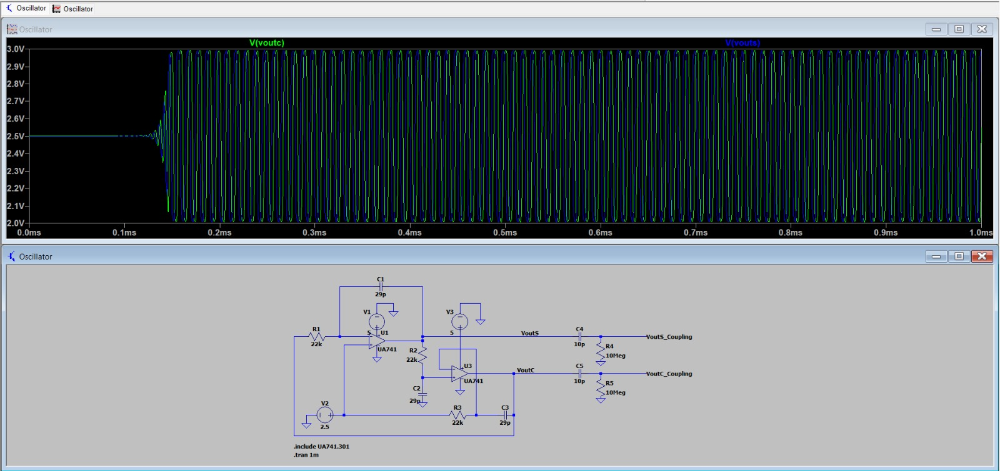 Oscillator Oscillator
Oscillator
V(voutc) V(vouts)
3.0V
2.9V
2.8V
2.7V
2.6V
2.5V
2.4V
2.3V
2.2V
2.1V
2.0V
0.0ms 0.1ms 0.2ms 0.3ms 0.4ms 0.5ms 0.6ms 0.7ms 0.8ms 0.9ms 1.0ms
Oscillator
C1
29p
V1 V3
R1 5 U1 5 VoutS C4 VoutS_Coupling
22k UA741 10p
R2 R4
22k 10Meg
U3 VoutC C5 VoutC_Coupling
UA741 10p
C2 R5
29p 10Meg
V2 R3 C3
2.5 22k 29p
.include UA741.301
.tran 1m